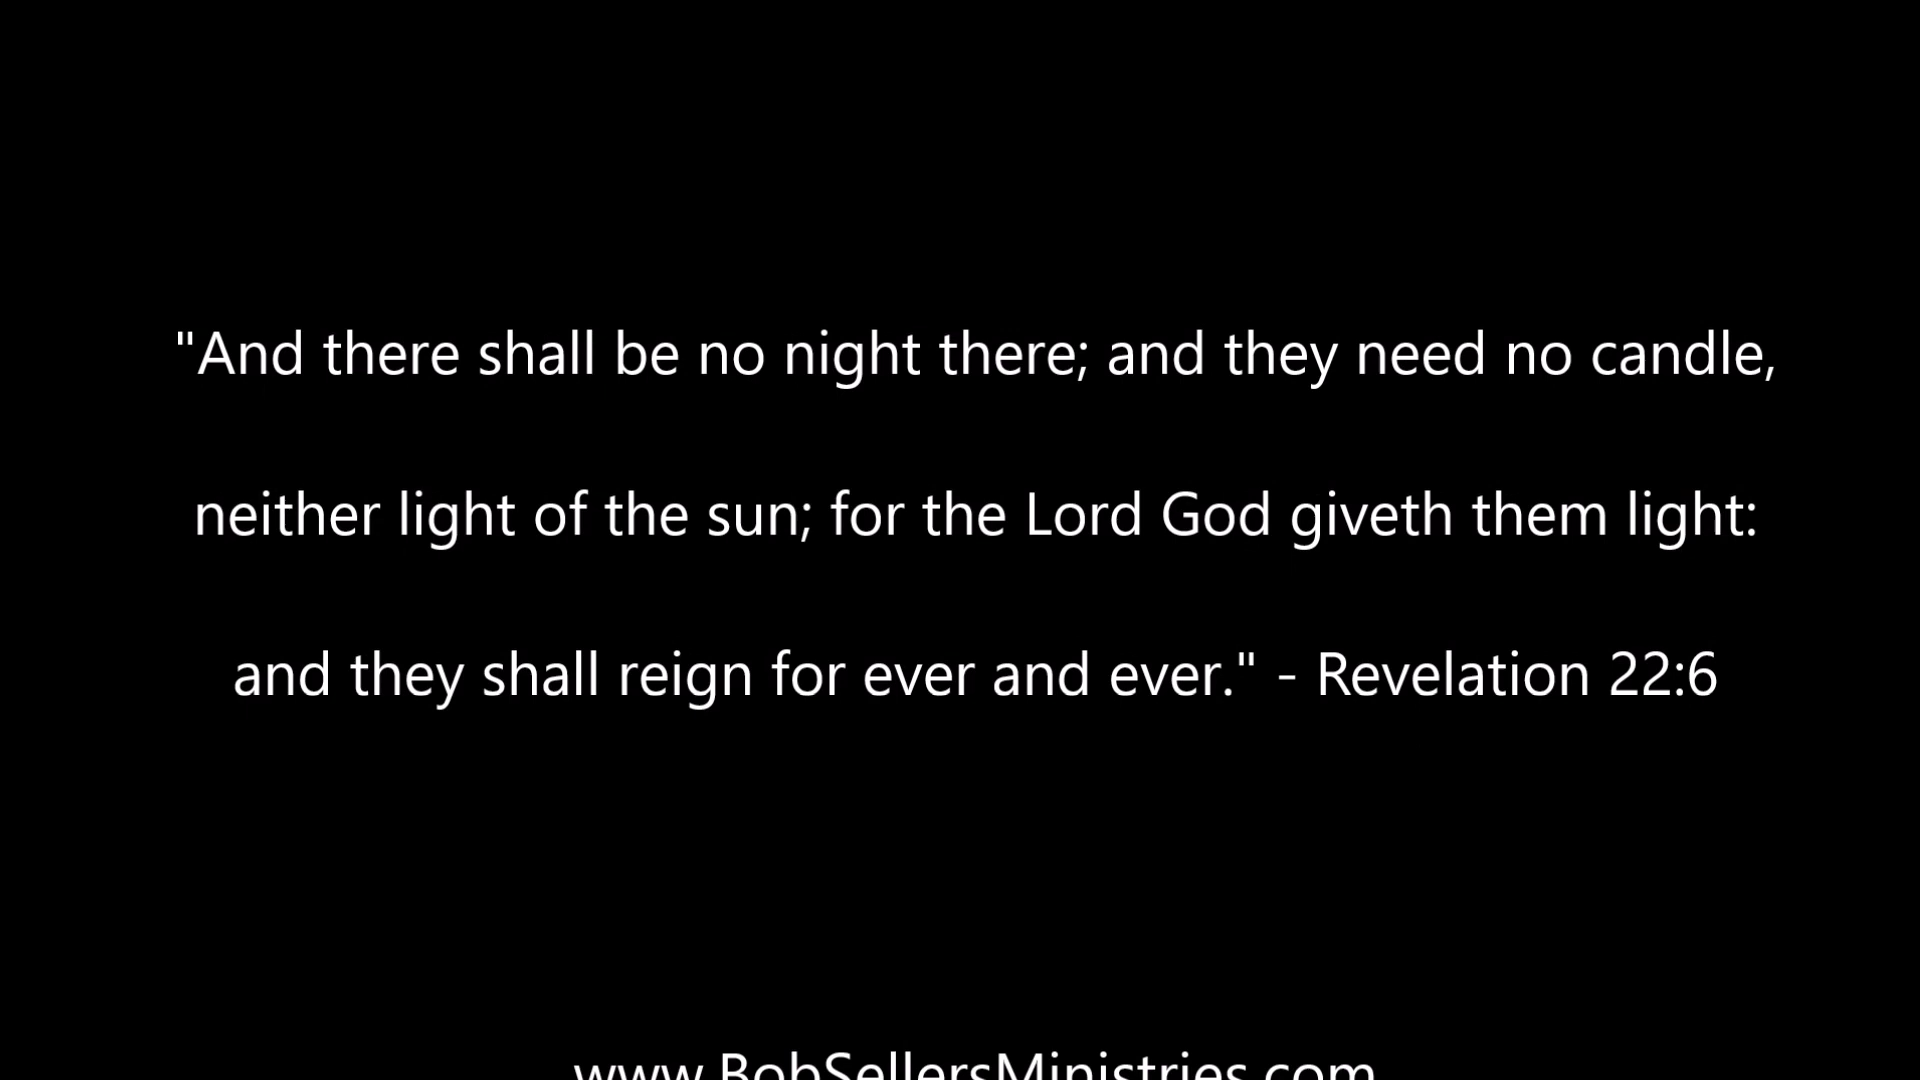 "And there shall be no night there; and they need no candle,
neither light of the sun; for the Lord God giveth them light:
and they shall reign for ever and ever." - Revelation 22:6
www.BobSellersMinistries.com